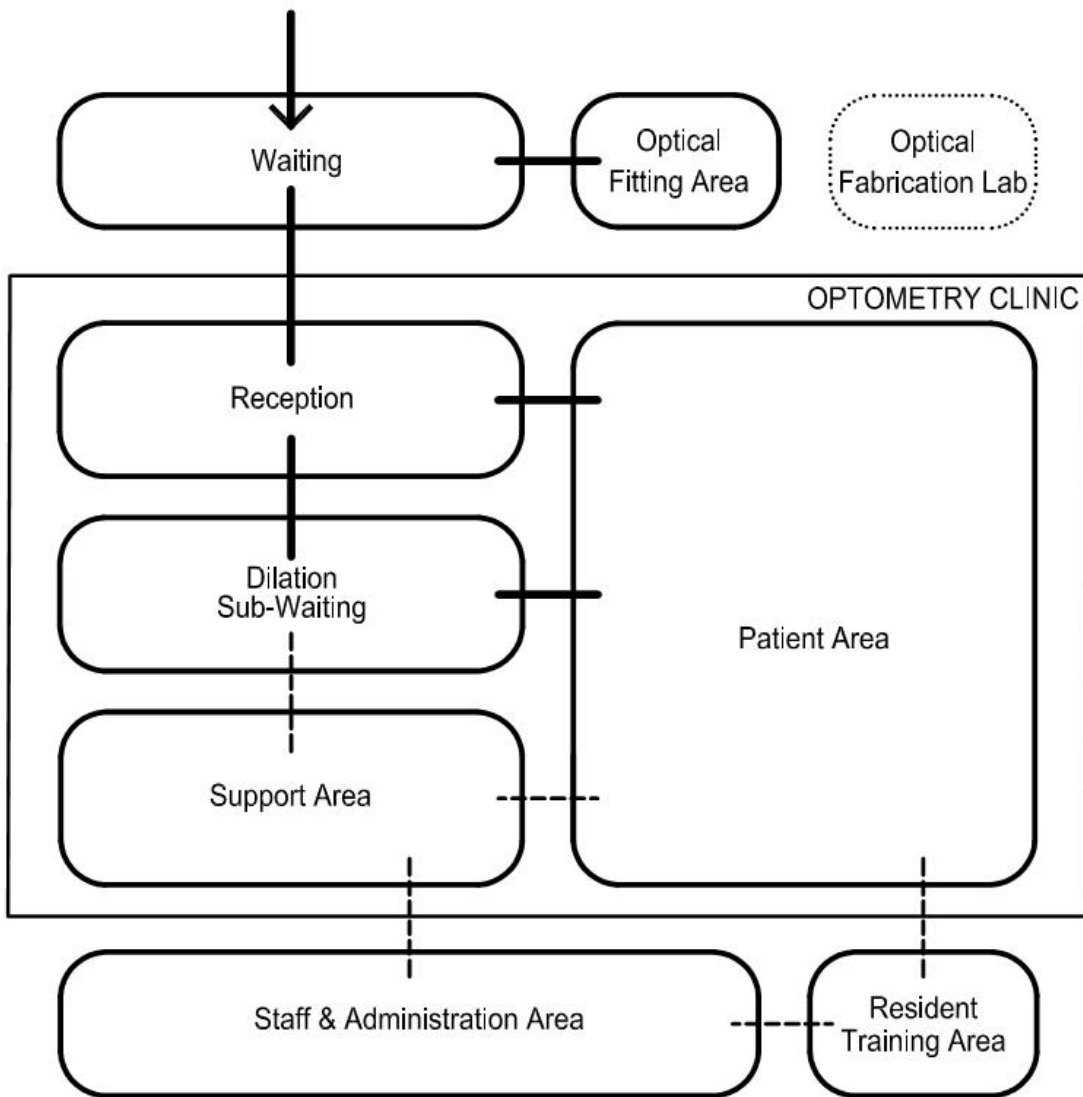 Waiting
Optical
Fitting Area
Optical
Fabrication Lab
OPTOMETRY CLINIC
Reception
Dilation
Sub-Waiting
Patient Area
Support Area
Staff & Administration Area
Resident
Training Area